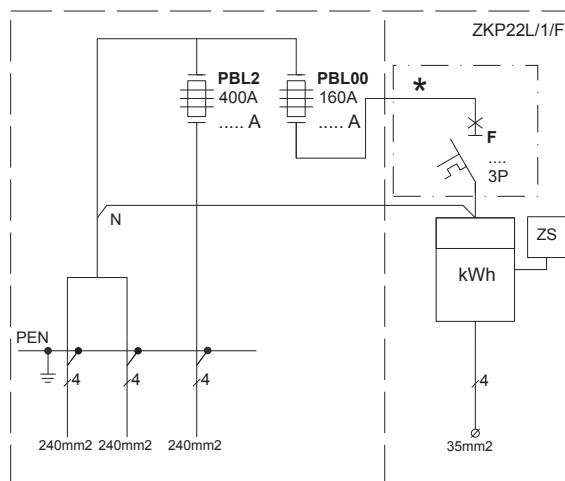 ZKP22L/1/F
PBL2
400A
..... A
PBL00
160A
..... A
*
F
....
3P
N
ZS
kWh
PEN
4
4
4
4
240mm2
240mm2
240mm2
35mm2